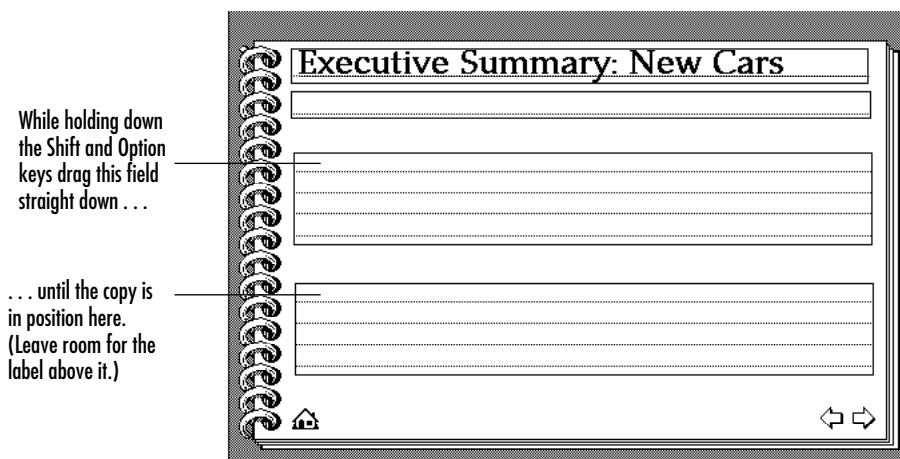 Executive Summary: New Cars
While holding down
the Shift and Option
keys drag this field
straight down . . .
. . . until the copy is
in position here.
(Leave room for the
label above it.)